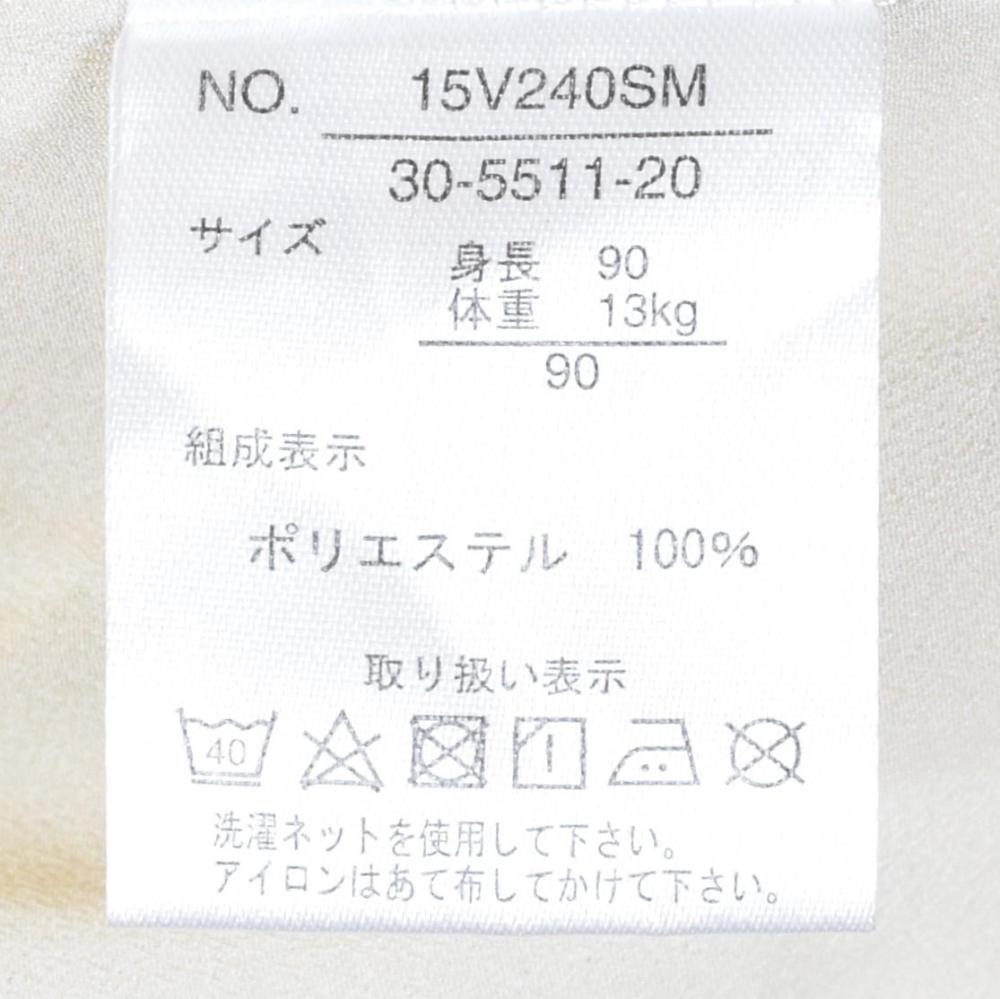 NO. 15V240SM
30-5511-20
サイズ
身長 90
体重 13kg
90
組成表示
ポリエステル 100%
取り扱い表示
40
洗濯ネットを使用して下さい。
アイロンはあて布してかけて下さい。